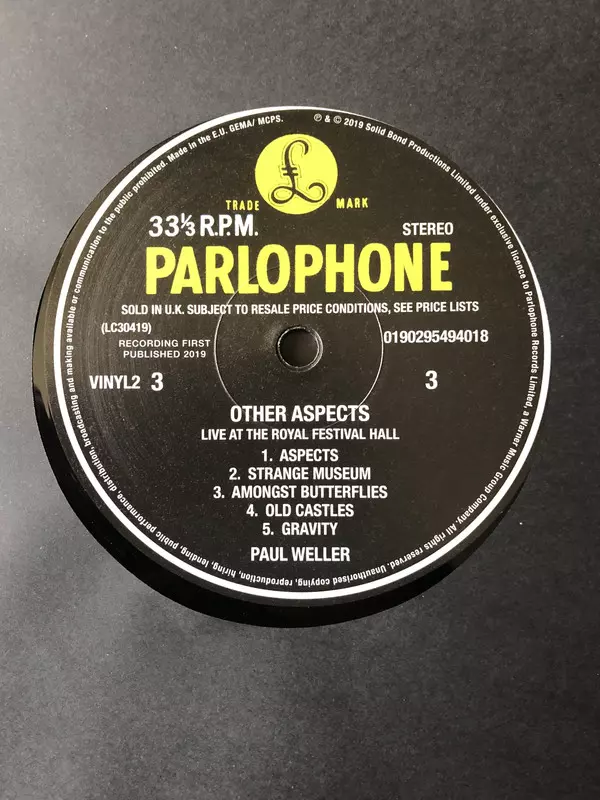 ℗ & © 2019 Solid Bond Productions Limited under exclusive licence to Parlophone Records Limited, a Warner Music Group Company. All rights reserved. Unauthorised copying, reproduction, hiring, lending, public performance, distribution, broadcasting and making available or communication to the public prohibited. Made in the E.U. GEMA/ MCPS.
£
TRADE MARK
33⅓ R.P.M. STEREO
PARLOPHONE
SOLD IN U.K. SUBJECT TO RESALE PRICE CONDITIONS, SEE PRICE LISTS
(LC30419) 0190295494018
RECORDING FIRST
PUBLISHED 2019
VINYL2 3 3
OTHER ASPECTS
LIVE AT THE ROYAL FESTIVAL HALL
1. ASPECTS
2. STRANGE MUSEUM
3. AMONGST BUTTERFLIES
4. OLD CASTLES
5. GRAVITY
PAUL WELLER